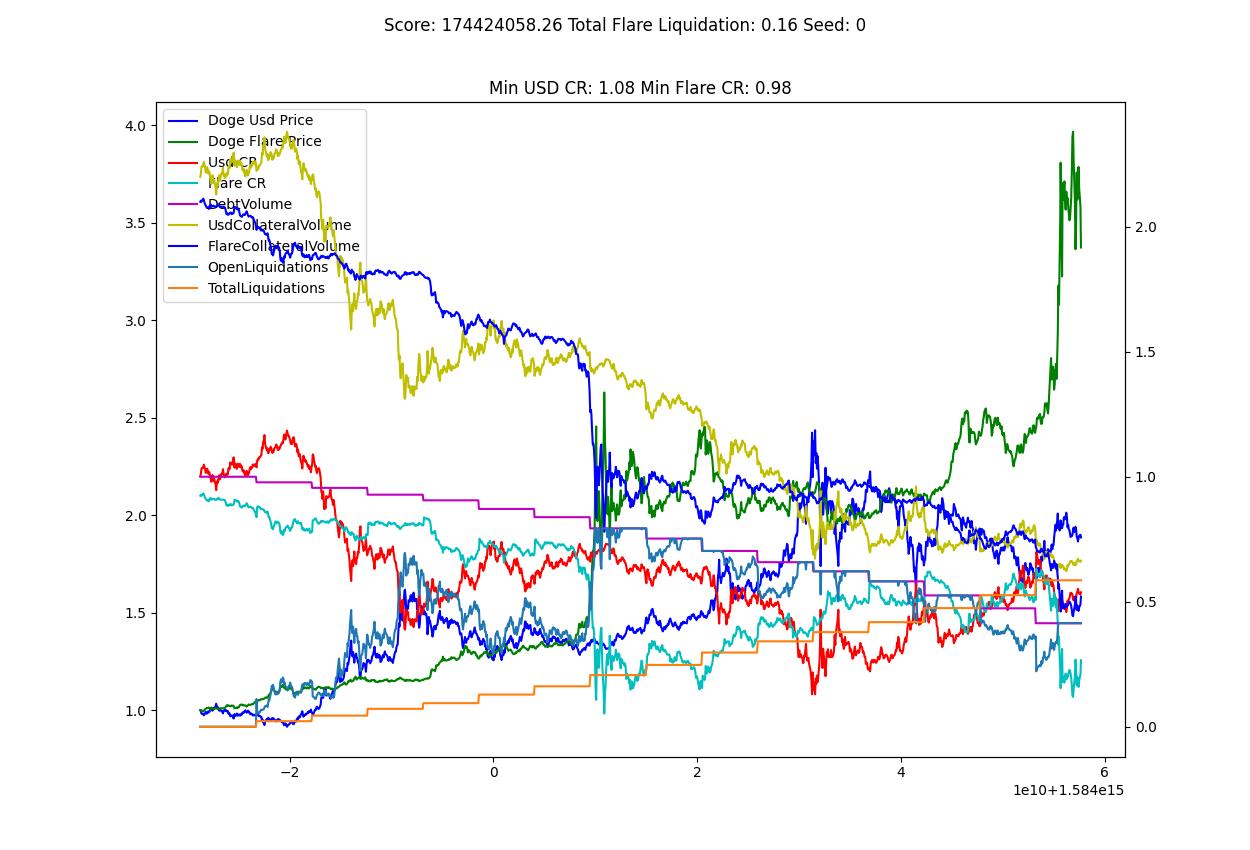 Score: 174424058.26 Total Flare Liquidation: 0.16 Seed: 0
Min USD CR: 1.08 Min Flare CR: 0.98
Doge Usd Price
Doge Flare Price
Usd CR
Flare CR
DebtVolume
UsdCollateralVolume
FlareCollateralVolume
OpenLiquidations
TotalLiquidations
4.0
3.5
3.0
2.5
2.0
1.5
1.0
2.0
1.5
1.0
0.5
0.0
−2
0
2
4
6
1e10+1.584e15